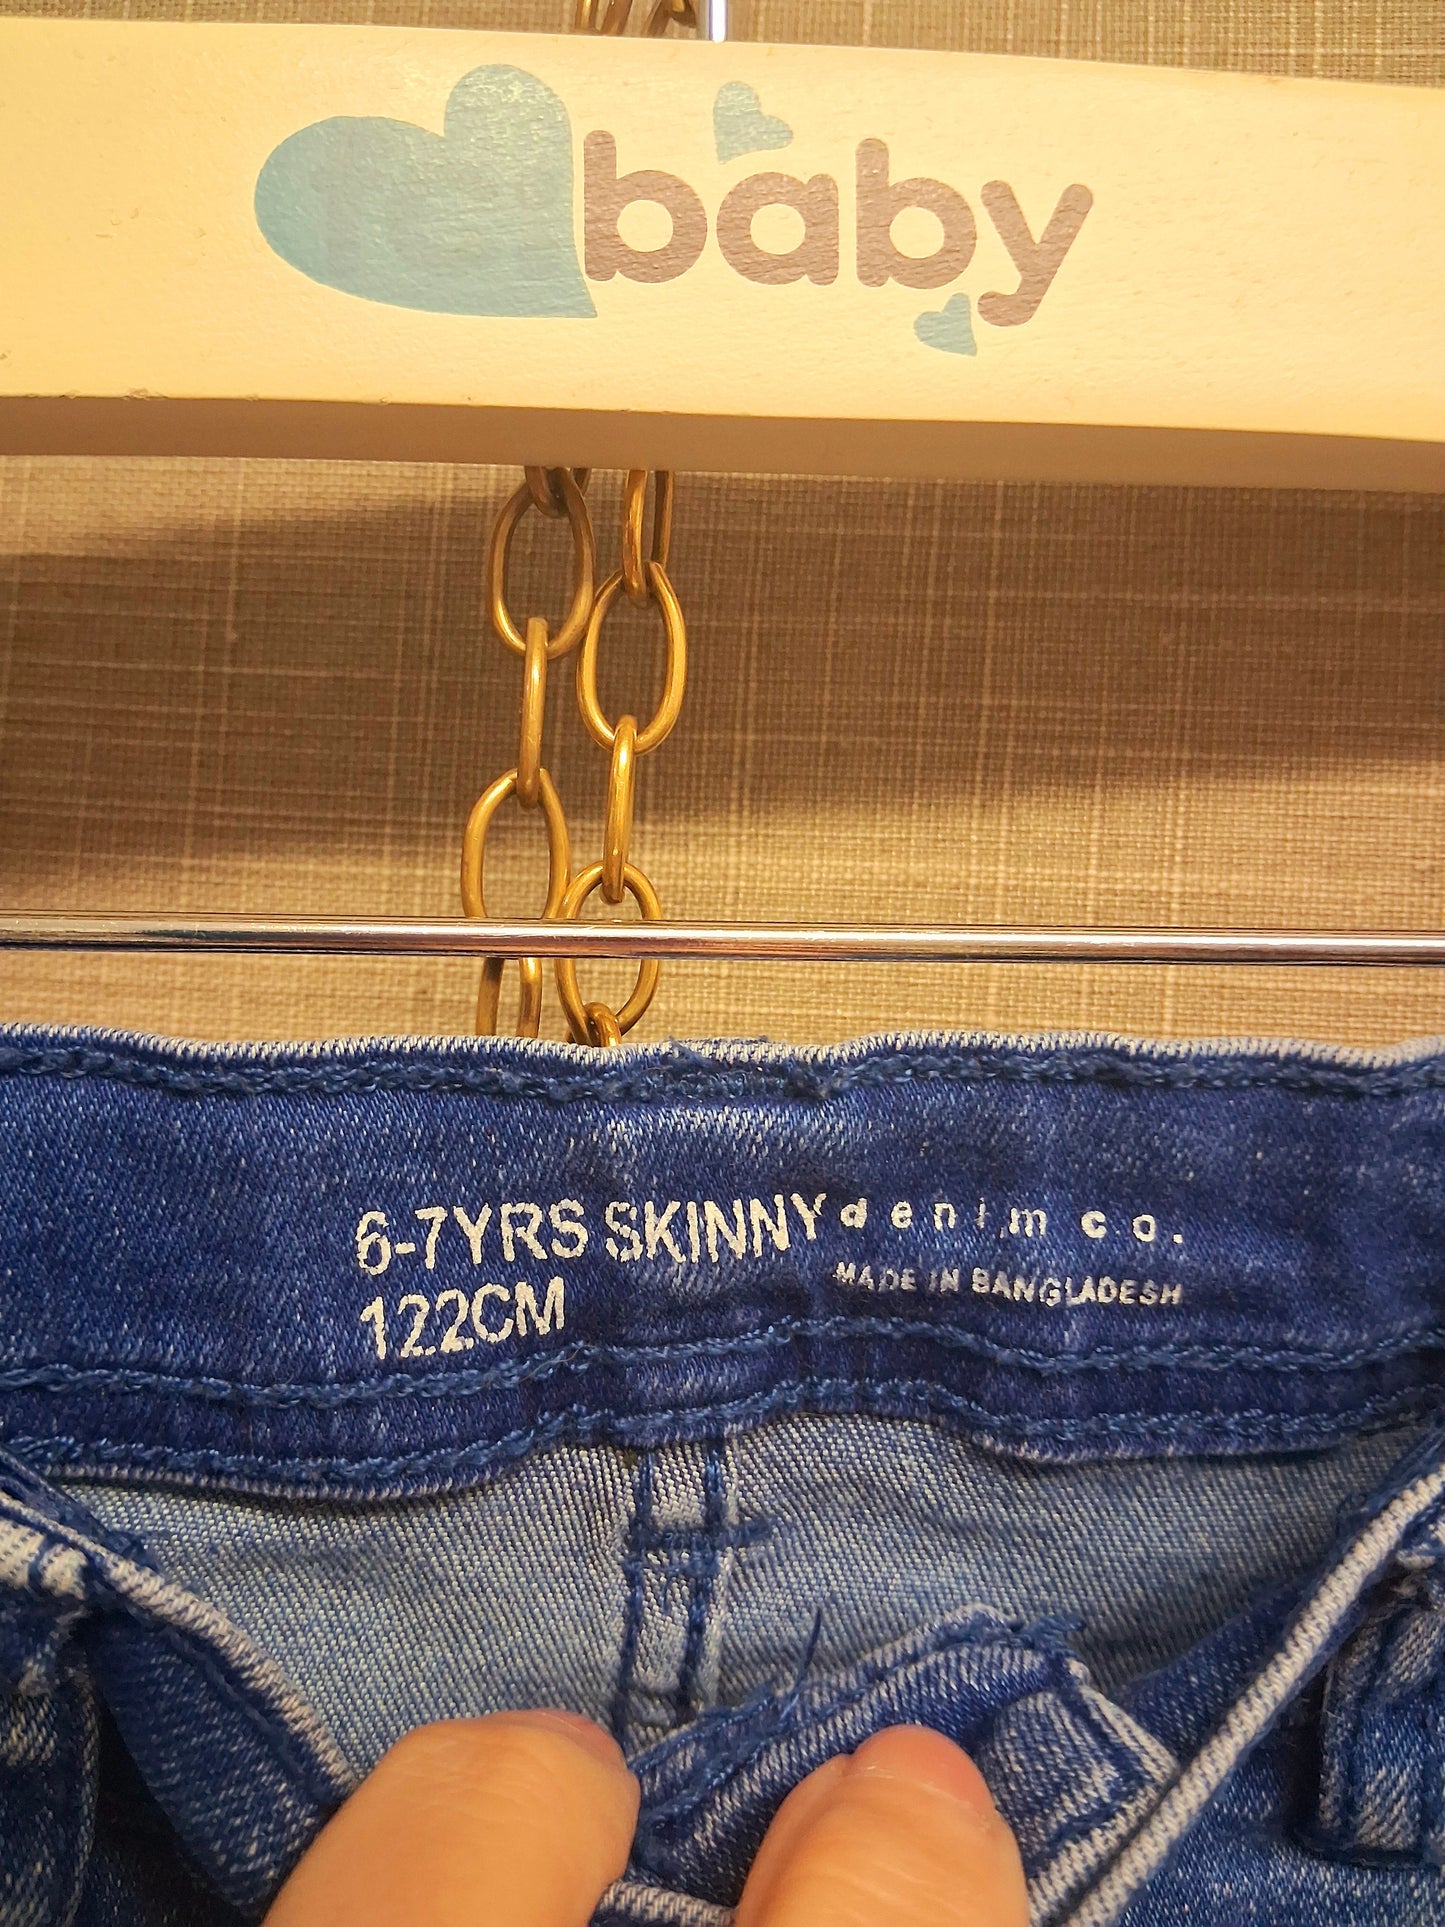 baby
6-7YRS SKINNY denim co.
122CM MADE IN BANGLADESH